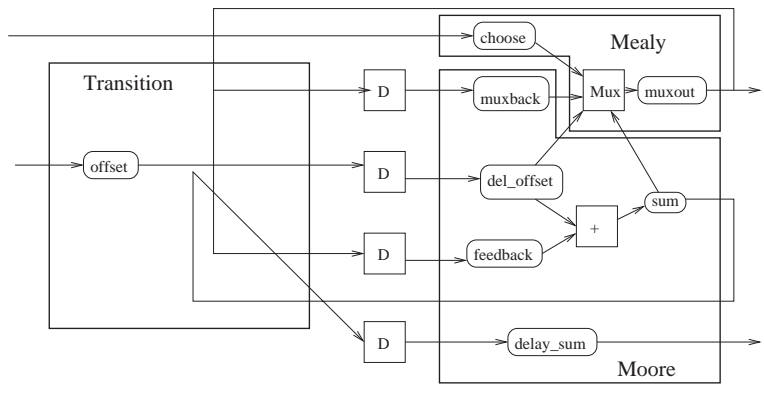 choose
Mealy
Transition
D
muxback
Mux
muxout
offset
D
del_offset
sum
+
D
feedback
D
delay_sum
Moore